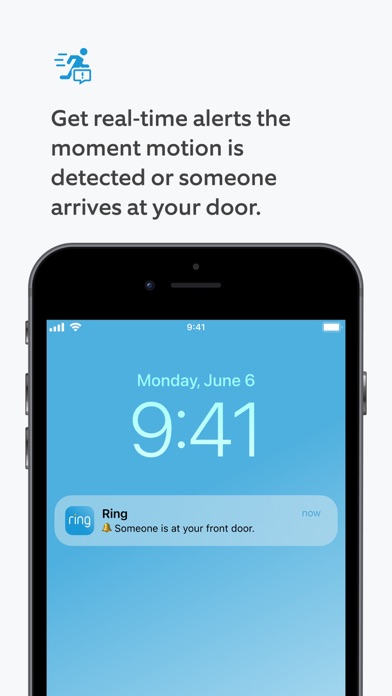 Get real-time alerts the
moment motion is
detected or someone
arrives at your door.
9:41
Monday, June 6
9:41
ring
Ring
now
🔔 Someone is at your front door.